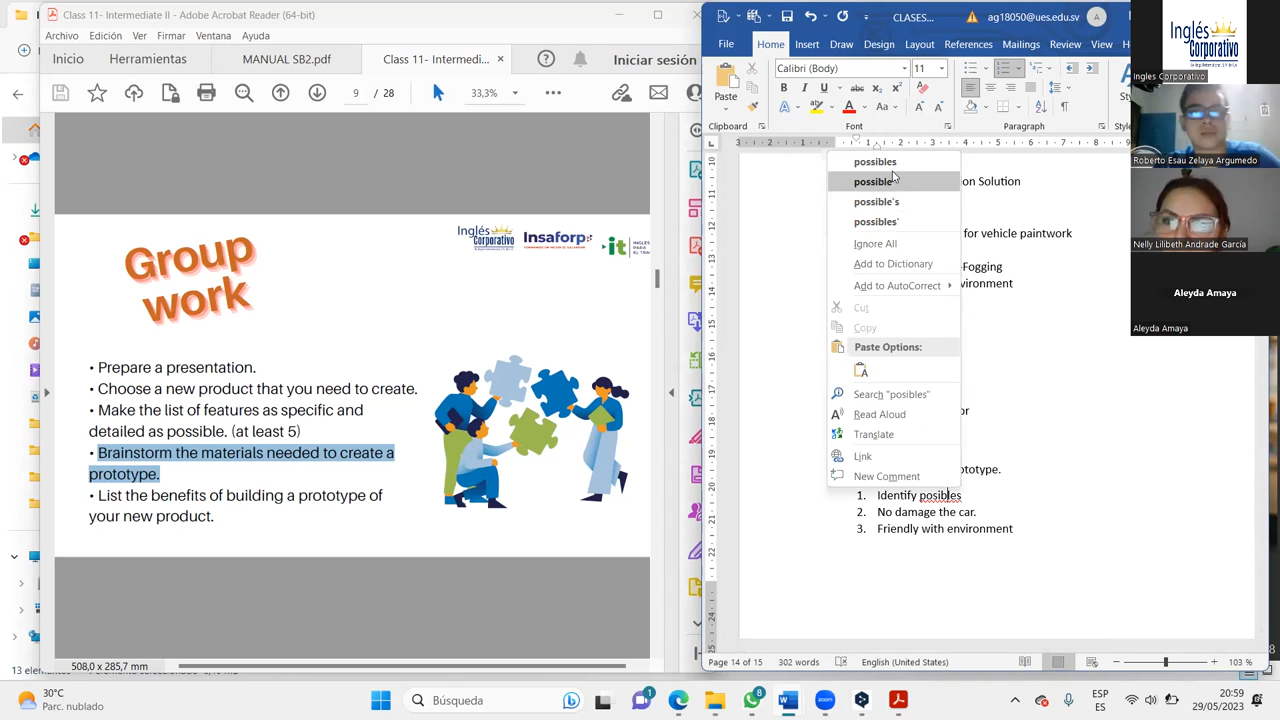 Class 11- Intermediate II - Adobe Acrobat Reader (64-bit)
Archivo Edición Ver Firmar Ventana Ayuda
Inicio Herramientas MANUAL SB2.pdf Class 11- Intermedi... Iniciar sesión
/ 28 33,3%
Group
work
Inglés
Corporativo
Insaforp
it
• Prepare a presentation.
• Choose a new product that you need to create.
• Make the list of features as specific and
detailed as possible. (at least 5)
• Brainstorm the materials needed to create a
prototype.
• List the benefits of building a prototype of
your new product.
508,0 x 285,7 mm
CLASES... ag18050@ues.edu.sv A
File Home Insert Draw Design Layout References Mailings Review View
Calibri (Body) 11
Paste
Clipboard Font Paragraph
on Solution
for vehicle paintwork
-Fogging
vironment
or
ototype.
1. Identify posibles
2. No damage the car.
3. Friendly with environment
possibles
possible
possible's
possibles'
Ignore All
Add to Dictionary
Add to AutoCorrect
Cut
Copy
Paste Options:
Search "posibles"
Read Aloud
Translate
Link
New Comment
Page 14 of 15 302 words English (United States) 103 %
Inglés
Corporativo
Ingles Corporativo
Roberto Esau Zelaya Argumedo
Nelly Lilibeth Andrade García
Aleyda Amaya
Aleyda Amaya
30°C
Parc. nublado
Búsqueda
1
8
ESP
ES
20:59
29/05/2023